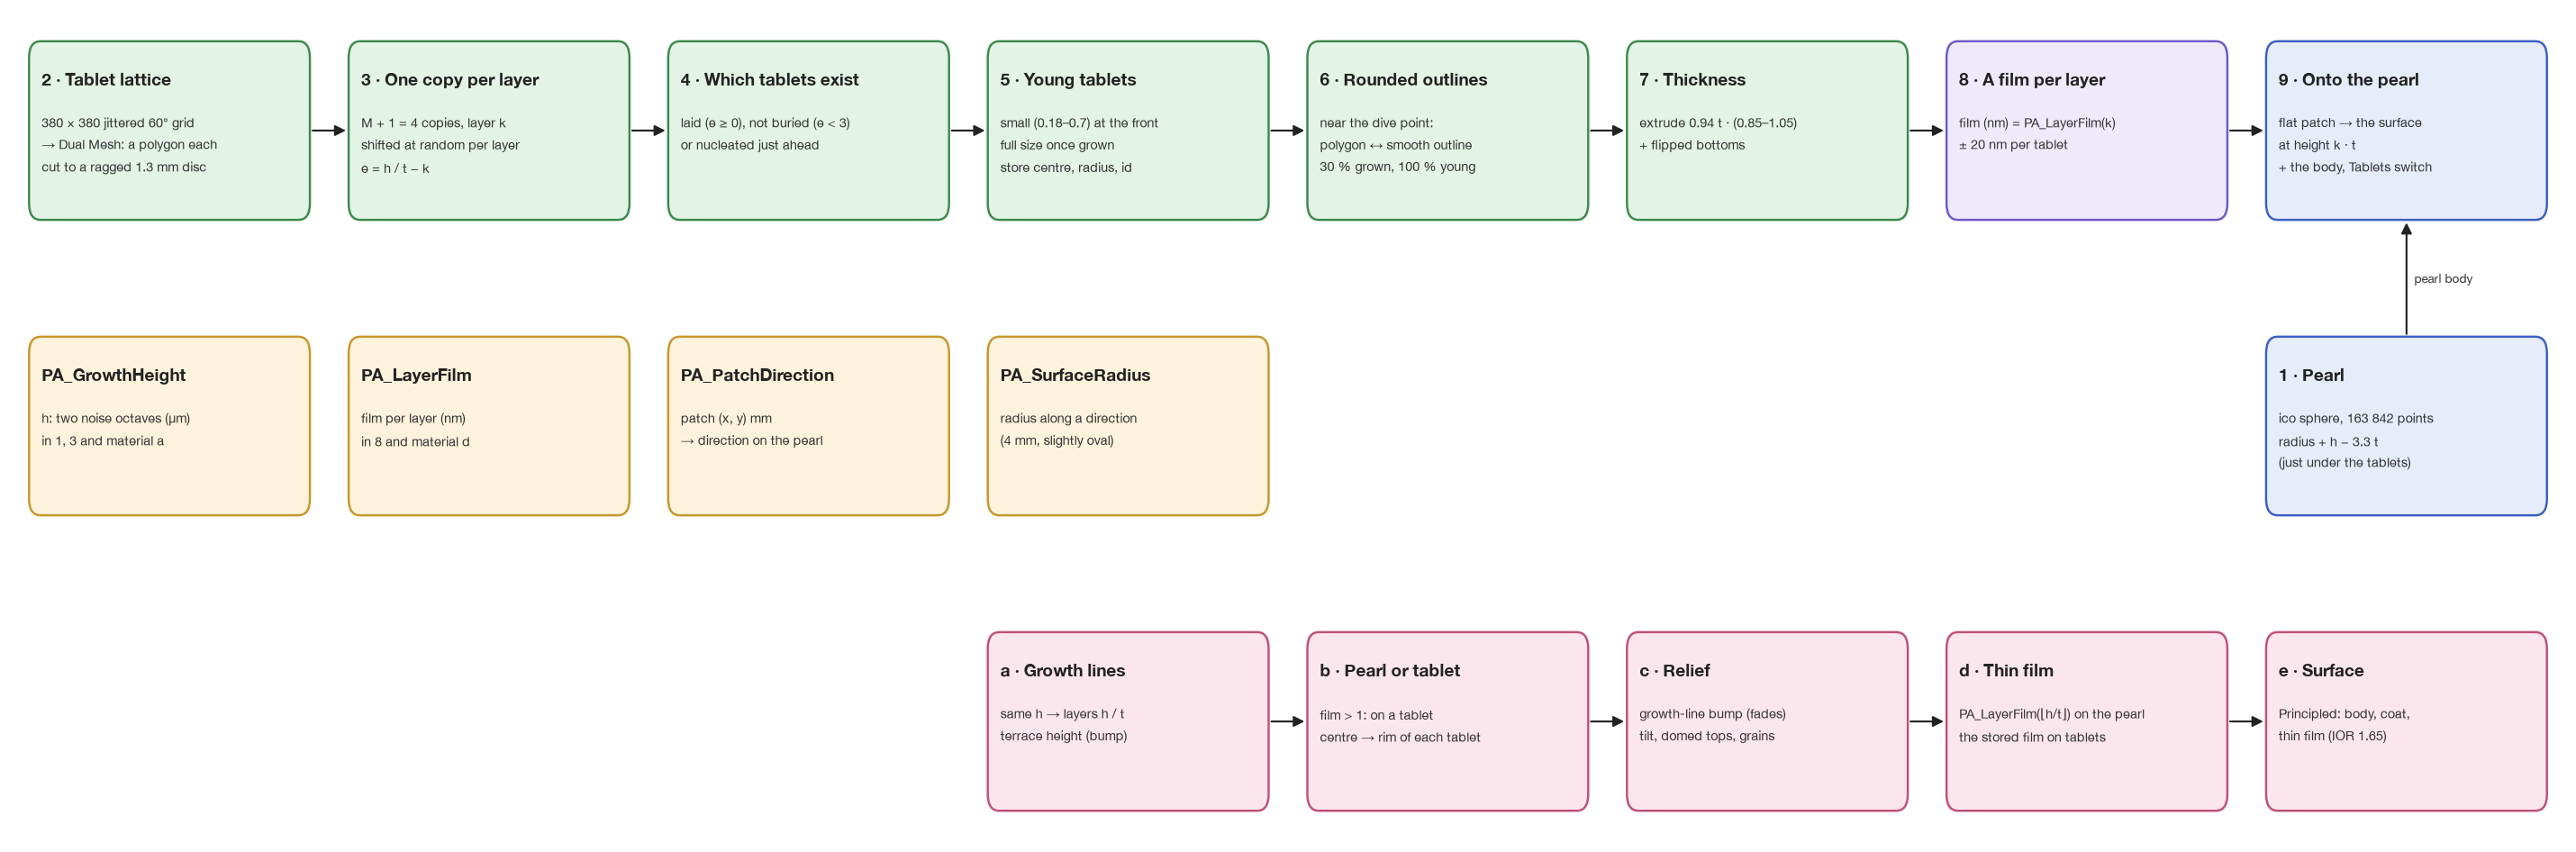 2 · Tablet lattice
380 × 380 jittered 60° grid
→ Dual Mesh: a polygon each
cut to a ragged 1.3 mm disc
3 · One copy per layer
M + 1 = 4 copies, layer k
shifted at random per layer
e = h / t − k
4 · Which tablets exist
laid (e ≥ 0), not buried (e < 3)
or nucleated just ahead
5 · Young tablets
small (0.18–0.7) at the front
full size once grown
store centre, radius, id
6 · Rounded outlines
near the dive point:
polygon ↔ smooth outline
30 % grown, 100 % young
7 · Thickness
extrude 0.94 t · (0.85–1.05)
+ flipped bottoms
8 · A film per layer
film (nm) = PA_LayerFilm(k)
± 20 nm per tablet
9 · Onto the pearl
flat patch → the surface
at height k · t
+ the body, Tablets switch
pearl body
PA_GrowthHeight
h: two noise octaves (µm)
in 1, 3 and material a
PA_LayerFilm
film per layer (nm)
in 8 and material d
PA_PatchDirection
patch (x, y) mm
→ direction on the pearl
PA_SurfaceRadius
radius along a direction
(4 mm, slightly oval)
1 · Pearl
ico sphere, 163 842 points
radius + h − 3.3 t
(just under the tablets)
a · Growth lines
same h → layers h / t
terrace height (bump)
b · Pearl or tablet
film > 1: on a tablet
centre → rim of each tablet
c · Relief
growth-line bump (fades)
tilt, domed tops, grains
d · Thin film
PA_LayerFilm(⌊h/t⌋) on the pearl
the stored film on tablets
e · Surface
Principled: body, coat,
thin film (IOR 1.65)